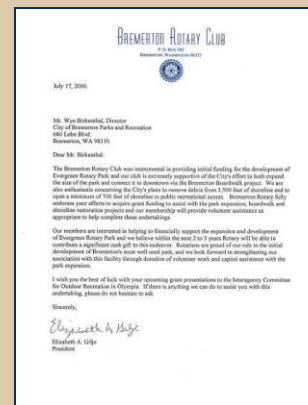 BREMERTON ROTARY CLUB
P.O. Box
BREMERTON, WASHINGTON 98337
July 17, 2006
Mr. Wyn Birkenthal, Director
City of Bremerton Parks and Recreation
680 Lebo Blvd.
Bremerton, WA 98310
Dear Mr. Birkenthal:
The Bremerton Rotary Club was instrumental in providing initial funding for the development of
Evergreen Rotary Park and our club is extremely supportive of the City's effort to both expand
the size of the park and connect it to downtown via the Bremerton Boardwalk project. We are
also enthusiastic concerning the City's plans to remove debris from 1,900 feet of shoreline and to
open a minimum of 700 feet of shoreline to public recreational access. Bremerton Rotary fully
endorses your efforts to acquire grant funding to assist with the park expansion, boardwalk and
shoreline restoration projects and our membership will provide volunteer assistance as
appropriate to help complete these undertakings.
Our members are interested in helping to financially support the expansion and development
of Evergreen Rotary Park and we believe within the next 2 to 3 years Rotary will be able to
contribute a significant cash gift to this endeavor. Rotarians are proud of our role in the initial
development of Bremerton's most well used park, and we look forward to strengthening our
association with this facility through donation of volunteer work and capital assistance with the
park expansion.
I wish you the best of luck with your upcoming grant presentations to the Interagency Committee
for Outdoor Recreation in Olympia. If there is anything we can do to assist you with this
undertaking, please do not hesitate to ask.
Sincerely,
Elizabeth A Gilje
Elizabeth A. Gilje
President